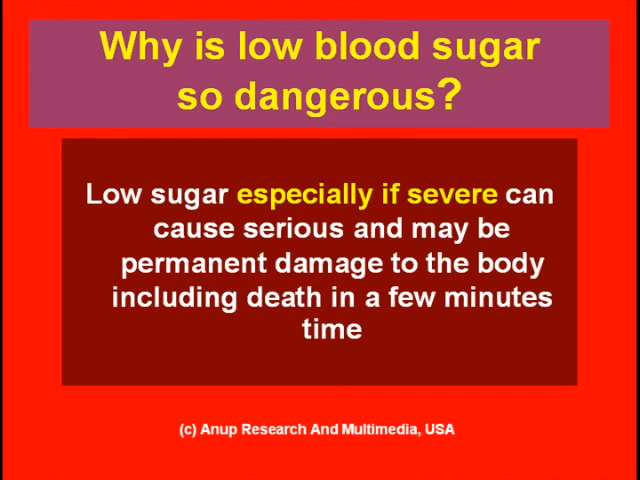 Why is low blood sugar
so dangerous?
Low sugar especially if severe can
cause serious and may be
permanent damage to the body
including death in a few minutes
time
(c) Anup Research And Multimedia, USA